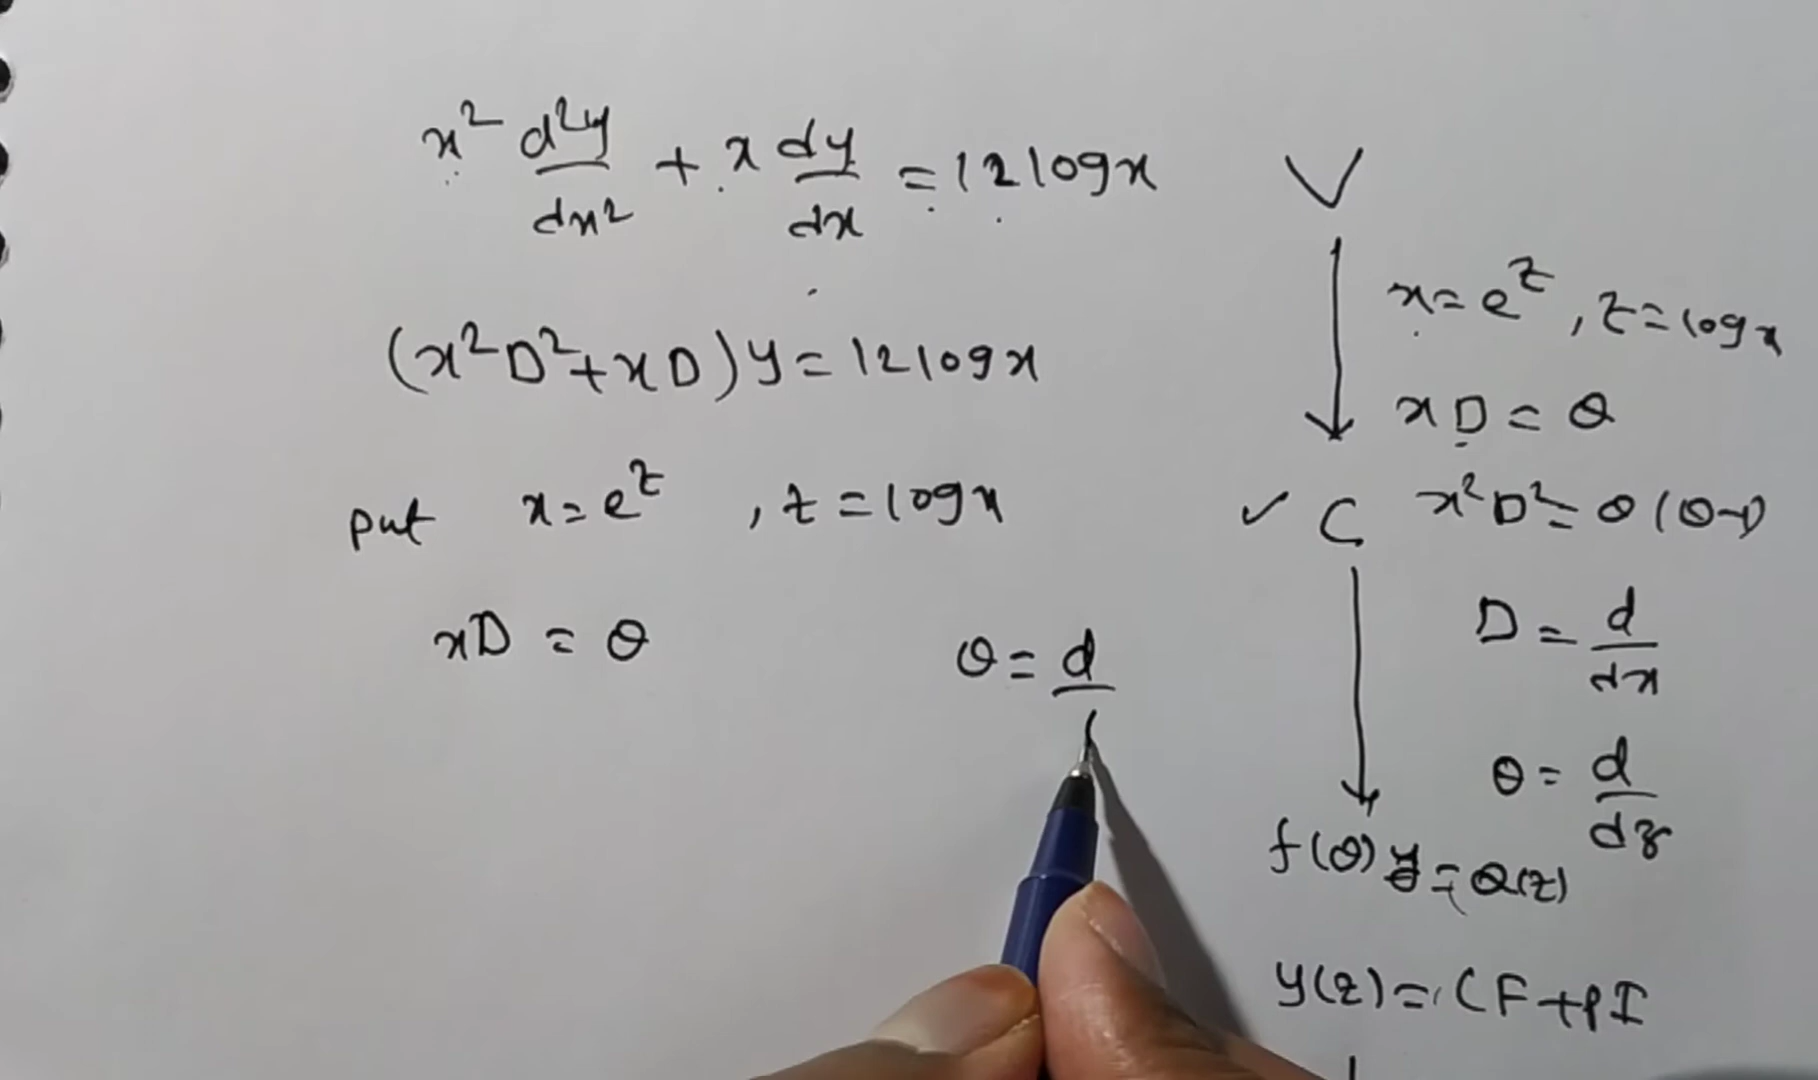 x² d²y/dx² + x dy/dx = 12 log x
(x²D² + xD) y = 12 log x
put x = e^z , z = log x
xD = θ
θ = d
V
x = e^z , z = log x
xD = θ
✓ C x²D² = θ(θ-1)
D = d/dx
θ = d/dz
f(θ) y = Q(z)
y(z) = CF + PI